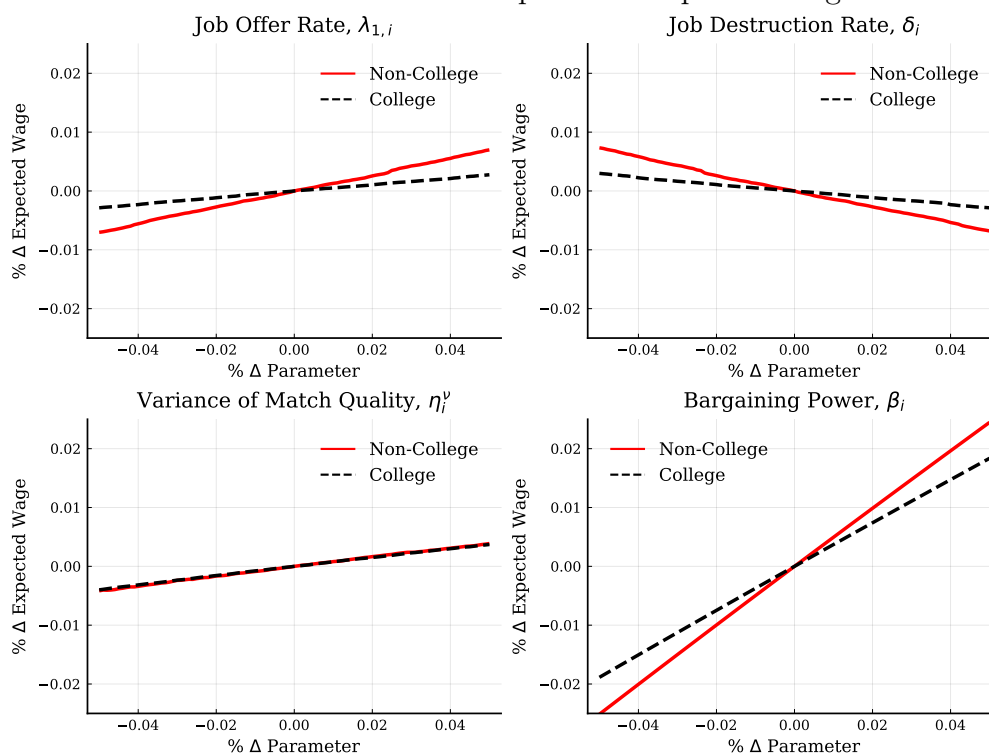 Job Offer Rate, λ₁,ᵢ
0.02
0.01
0.00
−0.01
−0.02
% Δ Expected Wage
Non-College
College
−0.04
−0.02
0.00
0.02
0.04
% Δ Parameter
Job Destruction Rate, δᵢ
0.02
0.01
0.00
−0.01
−0.02
% Δ Expected Wage
Non-College
College
−0.04
−0.02
0.00
0.02
0.04
% Δ Parameter
Variance of Match Quality, ηᵢᵛ
0.02
0.01
0.00
−0.01
−0.02
% Δ Expected Wage
Non-College
College
−0.04
−0.02
0.00
0.02
0.04
% Δ Parameter
Bargaining Power, βᵢ
0.02
0.01
0.00
−0.01
−0.02
% Δ Expected Wage
Non-College
College
−0.04
−0.02
0.00
0.02
0.04
% Δ Parameter